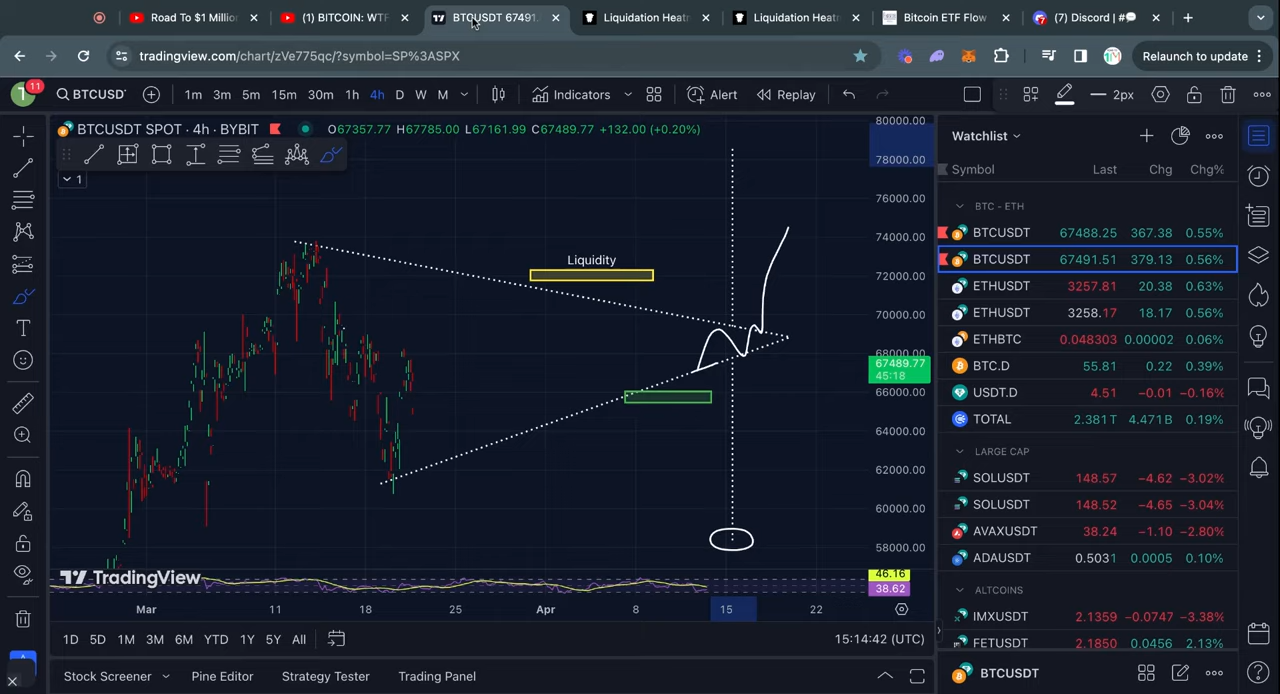 Road To $1 Millio
(1) BITCOIN: WTF
BTCUSDT 67491.
Liquidation Heatm
Liquidation Heatm
Bitcoin ETF Flow
(7) Discord | #
tradingview.com/chart/zVe775qc/?symbol=SP%3ASPX
Relaunch to update
T 11
BTCUSDT
1m 3m 5m 15m 30m 1h 4h D W M
Indicators
Alert
Replay
2px
BTCUSDT SPOT · 4h · BYBIT
O67357.77 H67785.00 L67161.99 C67489.77 +132.00 (+0.20%)
1
Liquidity
80000.00
78000.00
76000.00
74000.00
72000.00
70000.00
68000.00
67489.77
45:18
66000.00
64000.00
62000.00
60000.00
58000.00
46.16
38.62
TradingView
Mar 11 18 25 Apr 8 15 22
1D 5D 1M 3M 6M YTD 1Y 5Y All
15:14:42 (UTC)
Stock Screener
Pine Editor
Strategy Tester
Trading Panel
Watchlist
Symbol Last Chg Chg%
BTC - ETH
BTCUSDT 67488.25 367.38 0.55%
BTCUSDT 67491.51 379.13 0.56%
ETHUSDT 3257.81 20.38 0.63%
ETHUSDT 3258.17 18.17 0.56%
ETHBTC 0.048303 0.00002 0.06%
BTC.D 55.81 0.22 0.39%
USDT.D 4.51 −0.01 −0.16%
TOTAL 2.381T 4.471B 0.19%
LARGE CAP
SOLUSDT 148.57 −4.62 −3.02%
SOLUSDT 148.52 −4.65 −3.04%
AVAXUSDT 38.24 −1.10 −2.80%
ADAUSDT 0.5031 0.0005 0.10%
ALTCOINS
IMXUSDT 2.1359 −0.0747 −3.38%
FETUSDT 2.1850 0.0456 2.13%
BTCUSDT